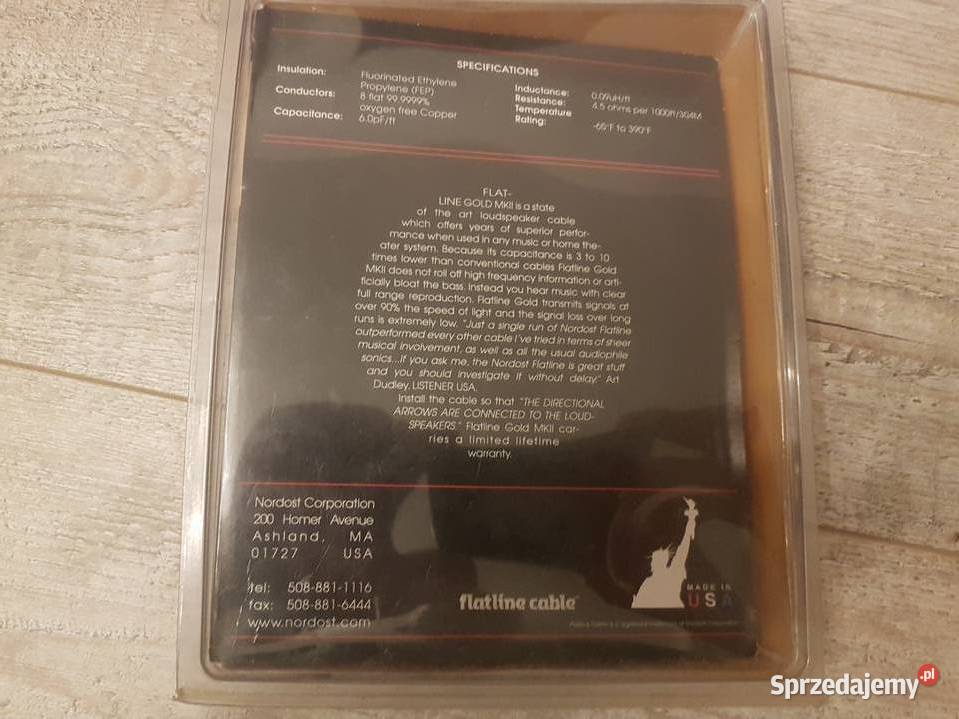 SPECIFICATIONS
Insulation: Fluorinated Ethylene
Propylene (FEP)
Conductors: 8 flat 99.9999%
oxygen free Copper
Capacitance: 6.0pF/ft
Inductance: 0.09uH/ft
Resistance: 4.5 ohms per 1000ft/304M
Temperature
Rating: -60°F to 390°F
FLAT-
LINE GOLD MKII is a state
of the art loudspeaker cable
which offers years of superior perfor-
mance when used in any music or home the-
ater system. Because its capacitance is 3 to 10
times lower than conventional cables Flatline Gold
MKII does not roll off high frequency information or arti-
ficially bloat the bass. Instead you hear music with clear
full range reproduction. Flatline Gold transmits signals at
over 90% the speed of light and the signal loss over long
runs is extremely low. "Just a single run of Nordost Flatline
outperformed every other cable I've tried in terms of sheer
musical involvement, as well as all the usual audiophile
sonics...If you ask me, the Nordost Flatline is great stuff
and you should investigate it without delay." Art
Dudley, LISTENER USA.
Install the cable so that "THE DIRECTIONAL
ARROWS ARE CONNECTED TO THE LOUD-
SPEAKERS." Flatline Gold MKII car-
ries a limited lifetime
warranty.
Nordost Corporation
200 Horner Avenue
Ashland, MA
01727 USA
tel: 508-881-1116
fax: 508-881-6444
www.nordost.com
flatline cable
MADE IN
USA
Sprzedajemy.pl